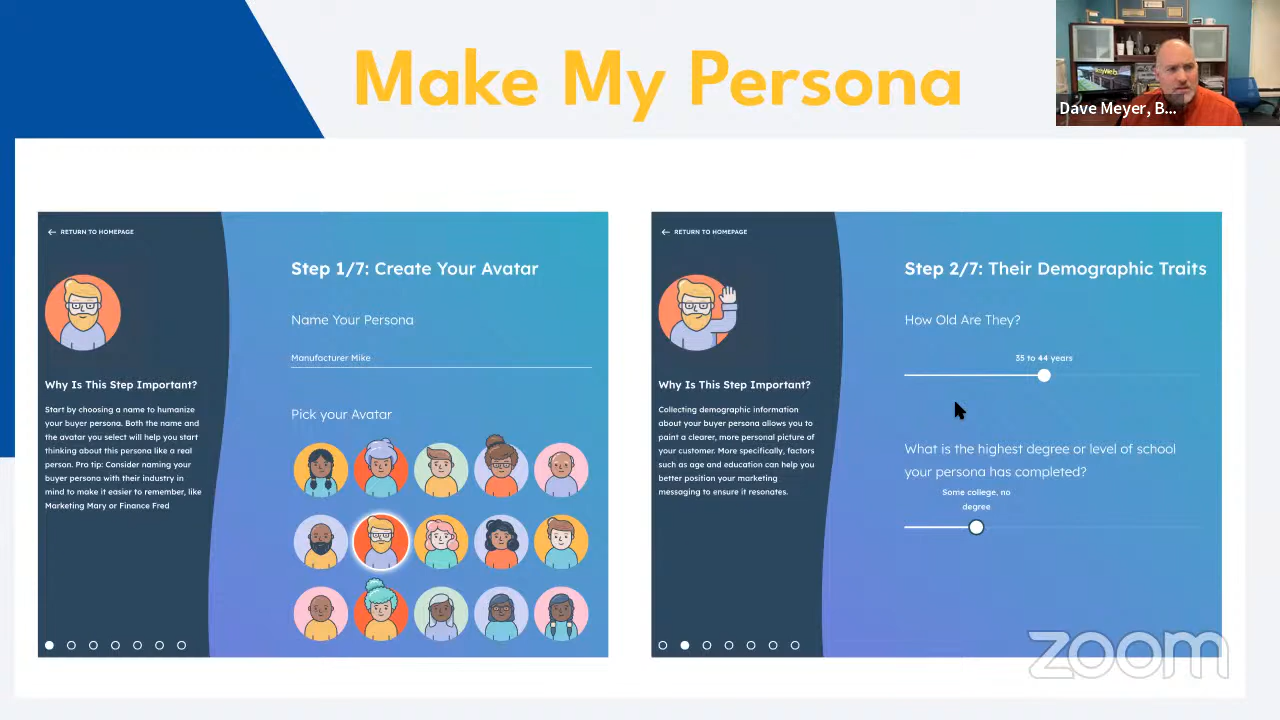 Make My Persona
Dave Meyer, B...
RETURN TO HOMEPAGE
Why Is This Step Important?
Start by choosing a name to humanize
your buyer persona. Both the name and
the avatar you select will help you start
thinking about this persona like a real
person. Pro tip: Consider naming your
buyer persona with their industry in
mind to make it easier to remember, like
Marketing Mary or Finance Fred
Step 1/7: Create Your Avatar
Name Your Persona
Manufacturer Mike
Pick your Avatar
RETURN TO HOMEPAGE
Why Is This Step Important?
Collecting demographic information
about your buyer persona allows you to
paint a clearer, more personal picture of
your customer. More specifically, factors
such as age and education can help you
better position your marketing
messaging to ensure it resonates.
Step 2/7: Their Demographic Traits
How Old Are They?
35 to 44 years
What is the highest degree or level of school
your persona has completed?
Some college, no
degree
zoom